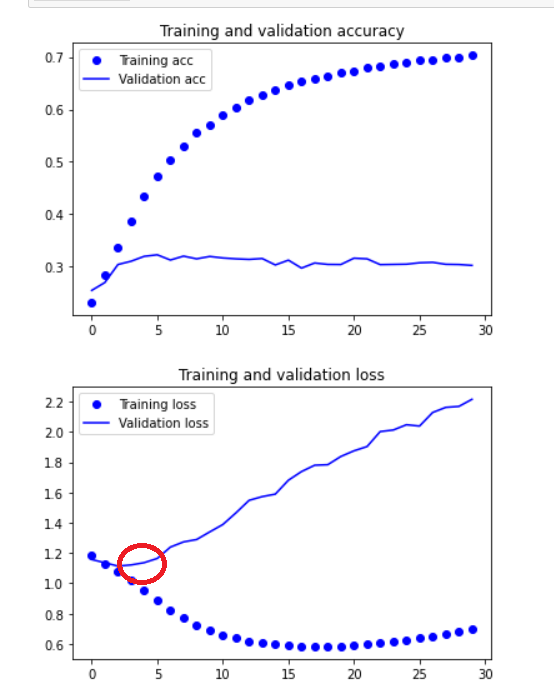 Training and validation accuracy
Training acc
Validation acc
0.7
0.6
0.5
0.4
0.3
0 5 10 15 20 25 30
Training and validation loss
Training loss
Validation loss
2.2
2.0
1.8
1.6
1.4
1.2
1.0
0.8
0.6
0 5 10 15 20 25 30